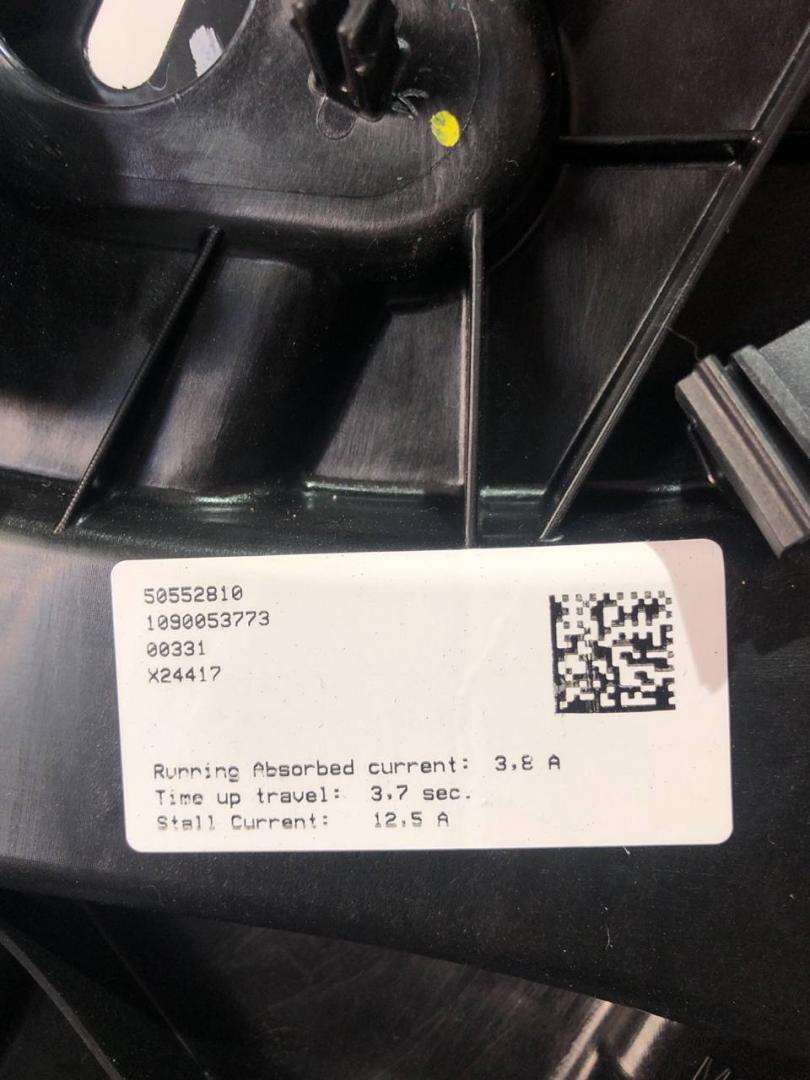 50552810
1090053773
00331
X24417
Running Absorbed current: 3,8 A
Time up travel: 3,7 sec.
Stall Current: 12,5 A